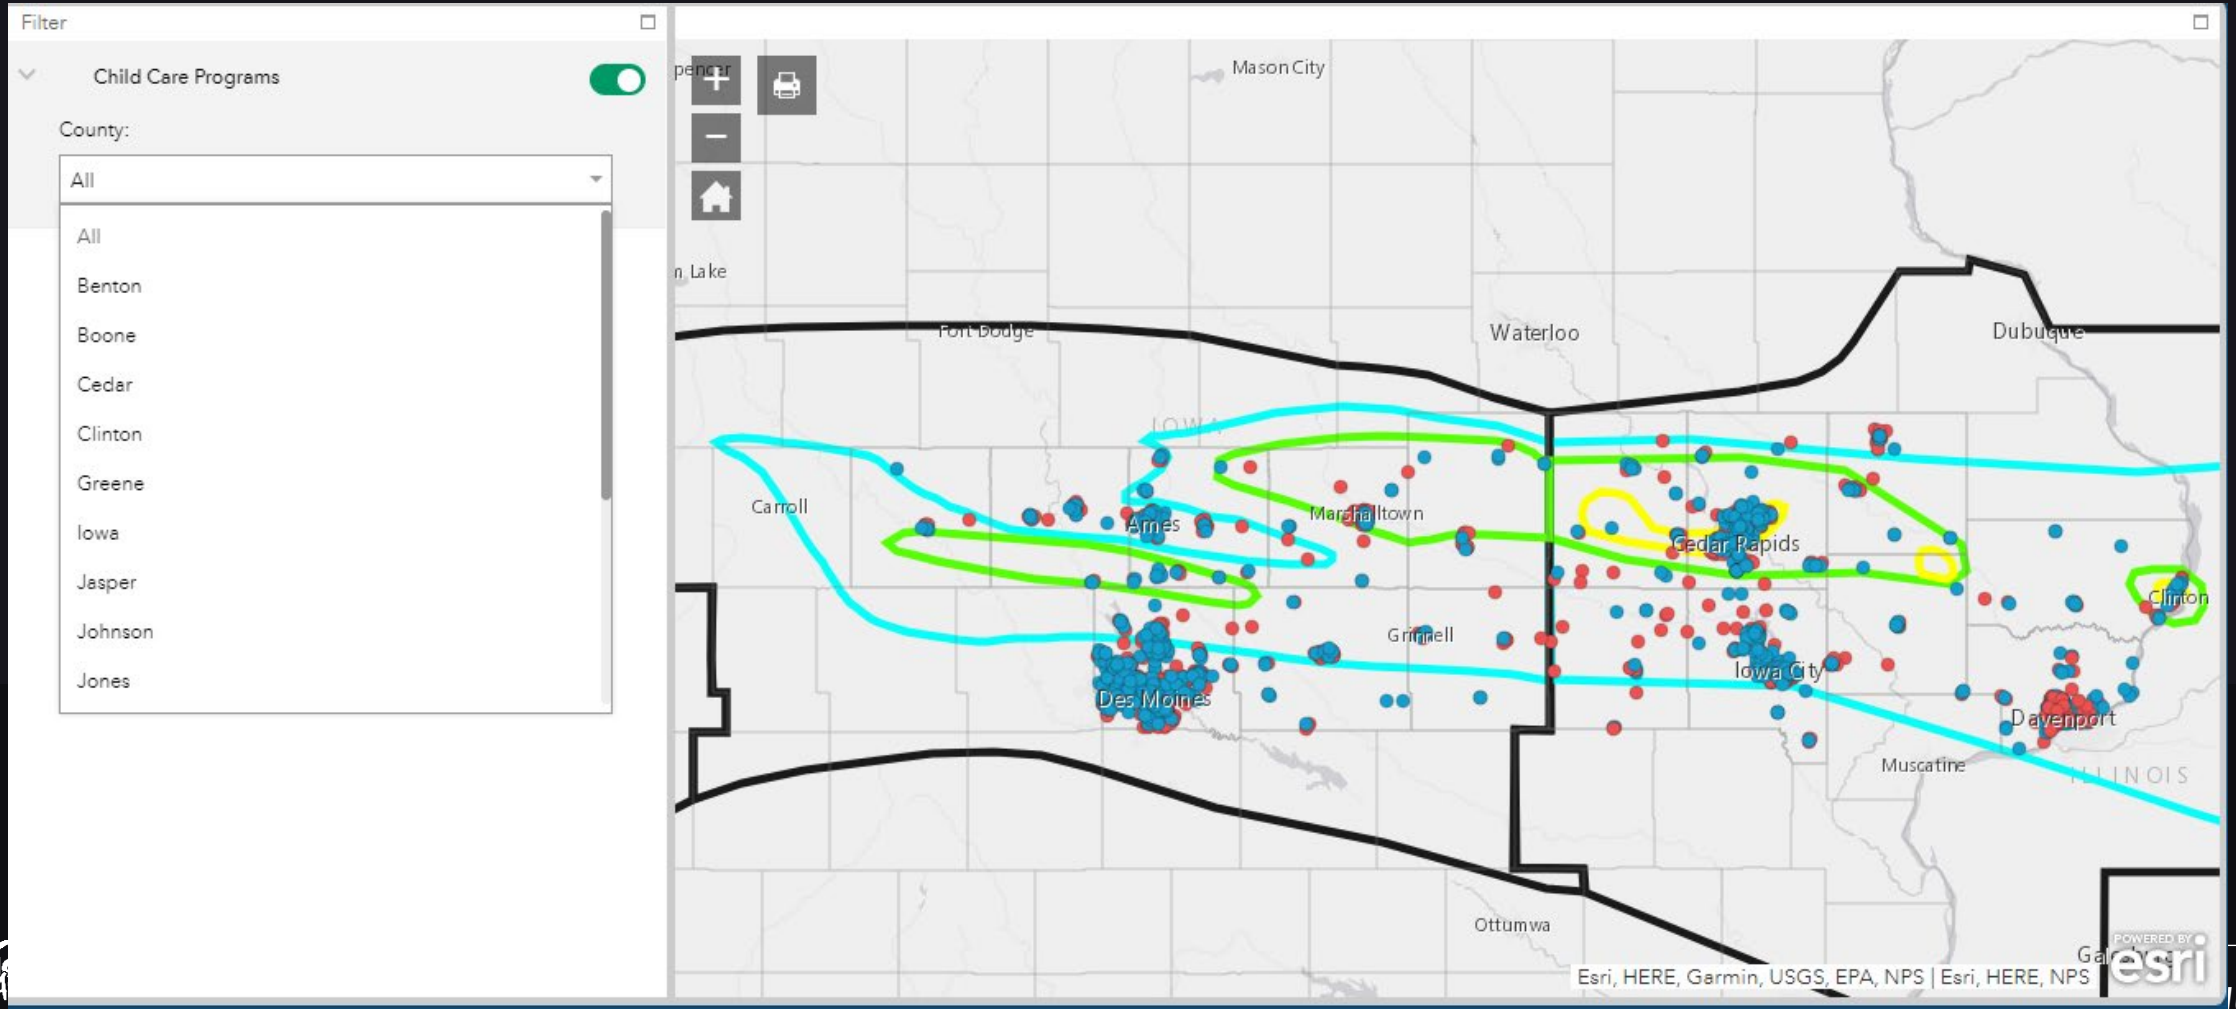 Filter
Child Care Programs
County:
All
All
Benton
Boone
Cedar
Clinton
Greene
Iowa
Jasper
Johnson
Jones
pencer
Mason City
m Lake
Fort Dodge
Waterloo
Dubuque
IOWA
Carroll
Ames
Marshalltown
Cedar Rapids
Clinton
Grinnell
Iowa City
Des Moines
Davenport
Muscatine
ILLINOIS
Ottumwa
POWERED BY
esri
Esri, HERE, Garmin, USGS, EPA, NPS | Esri, HERE, NPS